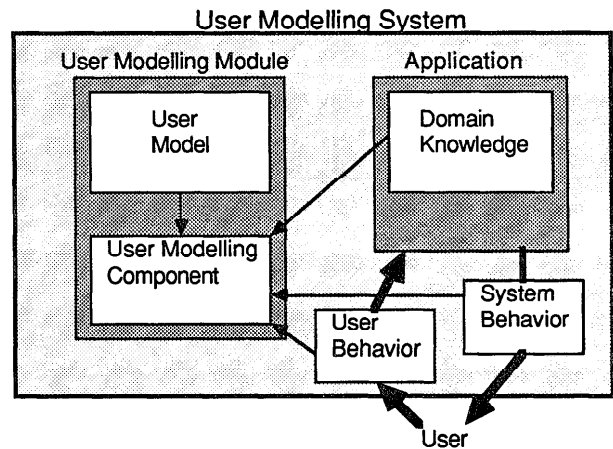 User Modelling System
User Modelling Module
Application
User
Model
Domain
Knowledge
User Modelling
Component
System
Behavior
User
Behavior
User